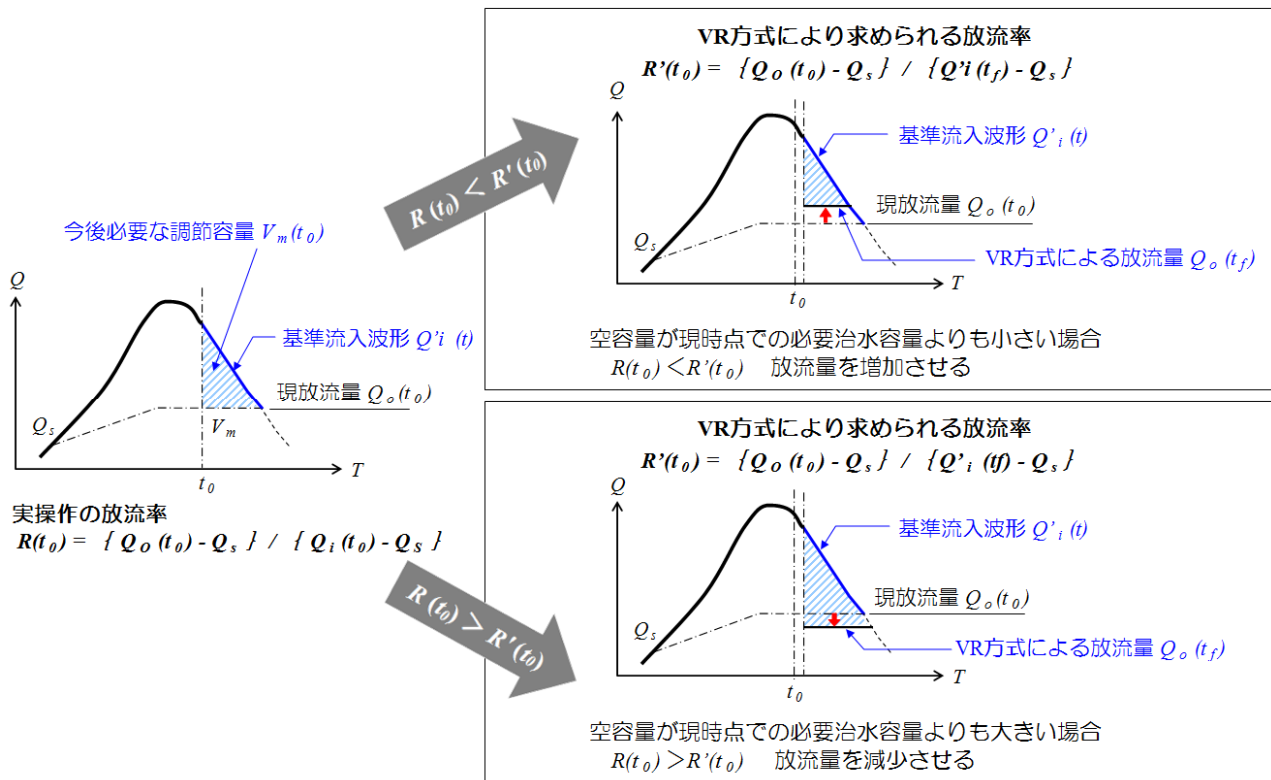 今後必要な調節容量 Vm(t0)
Q
基準流入波形 Q'i (t)
現放流量 Qo(t0)
Qs
Vm
T
t0
実操作の放流率
R(t0) = { QO (t0) - Qs } / { Qi (t0) - QS }
R (t0) < R' (t0)
R (t0) > R' (t0)
VR方式により求められる放流率
R'(t0) = { QO (t0) - Qs } / { Q'i (tf) - Qs }
Q
基準流入波形 Q'i (t)
現放流量 Qo(t0)
Qs
VR方式による放流量 Qo(tf)
T
t0
空容量が現時点での必要治水容量よりも小さい場合
R(t0)<R'(t0) 放流量を増加させる
VR方式により求められる放流率
R'(t0) = { QO (t0) - Qs } / { Q'i (tf) - Qs }
Q
基準流入波形 Q'i (t)
現放流量 Qo(t0)
Qs
VR方式による放流量 Qo(tf)
T
t0
空容量が現時点での必要治水容量よりも大きい場合
R(t0)>R'(t0) 放流量を減少させる